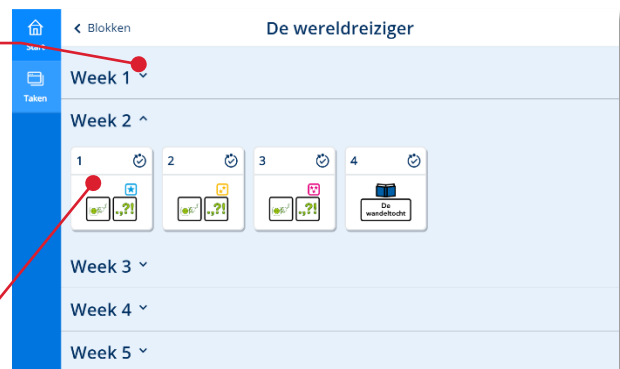 Start
Taken
Blokken
De wereldreiziger
Week 1
Week 2
1
2
3
4
.,?!
.,?!
.,?!
De
wandeltocht
Week 3
Week 4
Week 5